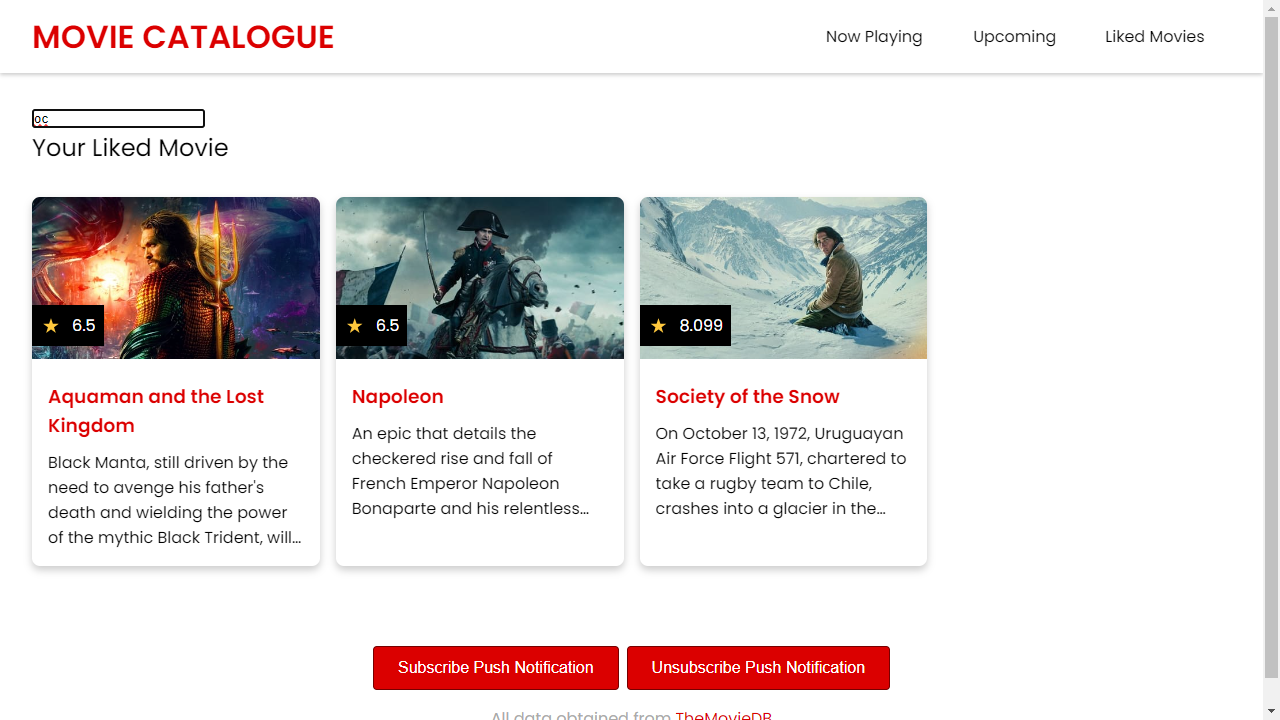 MOVIE CATALOGUE
Now Playing
Upcoming
Liked Movies
oc
Your Liked Movie
★ 6.5
Aquaman and the Lost
Kingdom
Black Manta, still driven by the
need to avenge his father's
death and wielding the power
of the mythic Black Trident, will...
★ 6.5
Napoleon
An epic that details the
checkered rise and fall of
French Emperor Napoleon
Bonaparte and his relentless...
★ 8.099
Society of the Snow
On October 13, 1972, Uruguayan
Air Force Flight 571, chartered to
take a rugby team to Chile,
crashes into a glacier in the...
Subscribe Push Notification
Unsubscribe Push Notification
All data obtained from TheMovieDB